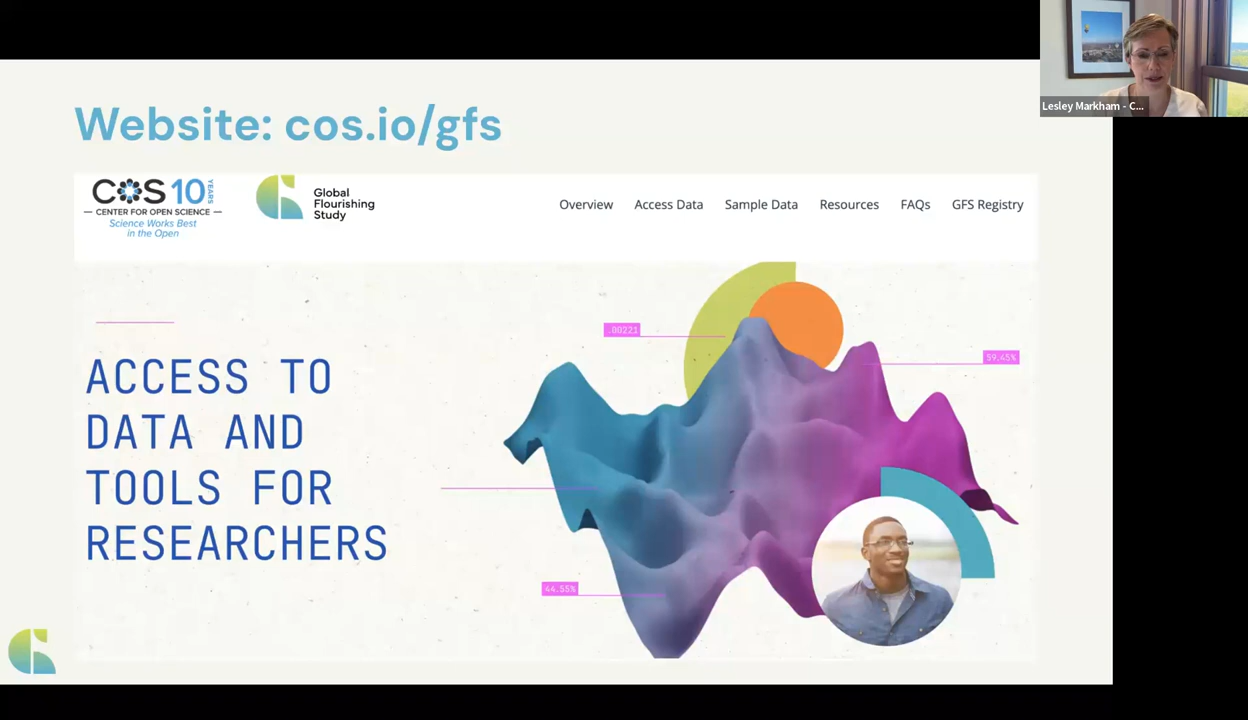 Lesley Markham - C...
Website: cos.io/gfs
COS 10 YEARS
CENTER FOR OPEN SCIENCE
Science Works Best
in the Open
Global
Flourishing
Study
Overview Access Data Sample Data Resources FAQs GFS Registry
ACCESS TO
DATA AND
TOOLS FOR
RESEARCHERS
.00221
59.45%
44.55%